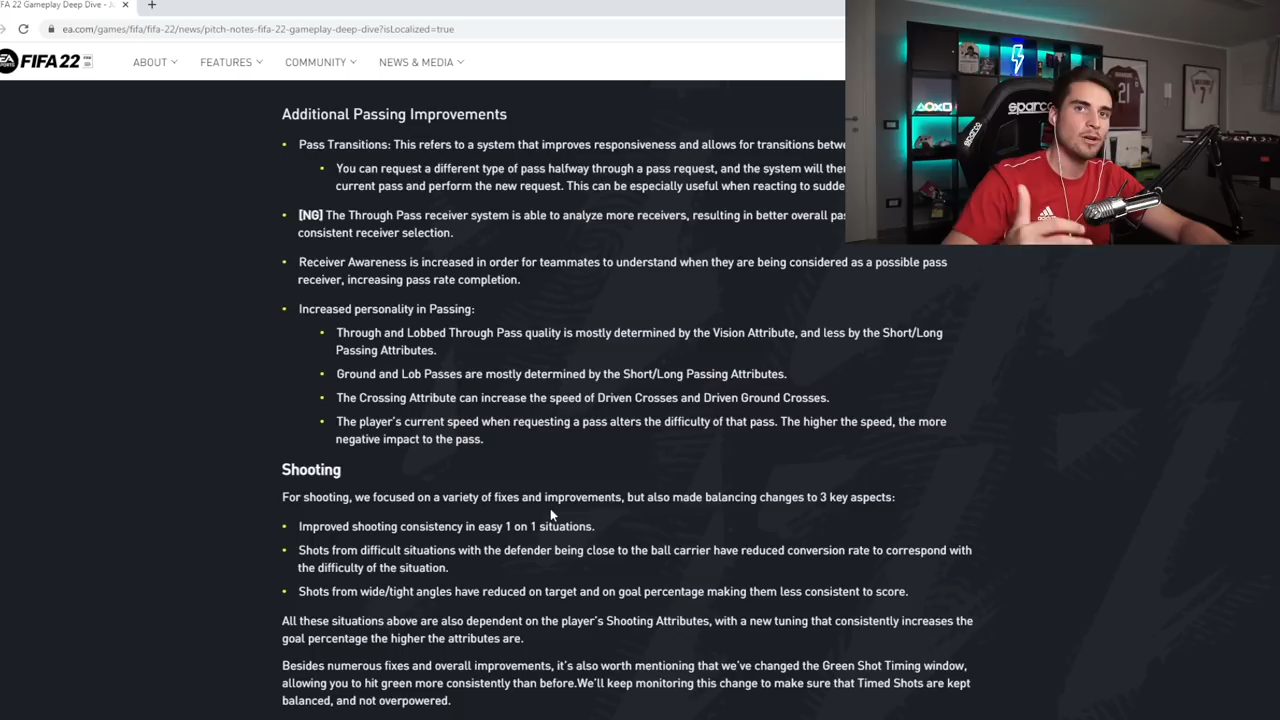 FA 22 Gameplay Deep Dive - 
ea.com/games/fifa/fifa-22/news/pitch-notes-fifa-22-gameplay-deep-dive?isLocalized=true
EA SPORTS FIFA 22
ABOUT FEATURES COMMUNITY NEWS & MEDIA
Additional Passing Improvements
• Pass Transitions: This refers to a system that improves responsiveness and allows for transitions betwe
• You can request a different type of pass halfway through a pass request, and the system will then
current pass and perform the new request. This can be especially useful when reacting to sudde
• [NG] The Through Pass receiver system is able to analyze more receivers, resulting in better overall pas
consistent receiver selection.
• Receiver Awareness is increased in order for teammates to understand when they are being considered as a possible pass
receiver, increasing pass rate completion.
• Increased personality in Passing:
• Through and Lobbed Through Pass quality is mostly determined by the Vision Attribute, and less by the Short/Long
Passing Attributes.
• Ground and Lob Passes are mostly determined by the Short/Long Passing Attributes.
• The Crossing Attribute can increase the speed of Driven Crosses and Driven Ground Crosses.
• The player's current speed when requesting a pass alters the difficulty of that pass. The higher the speed, the more
negative impact to the pass.
Shooting
For shooting, we focused on a variety of fixes and improvements, but also made balancing changes to 3 key aspects:
• Improved shooting consistency in easy 1 on 1 situations.
• Shots from difficult situations with the defender being close to the ball carrier have reduced conversion rate to correspond with
the difficulty of the situation.
• Shots from wide/tight angles have reduced on target and on goal percentage making them less consistent to score.
All these situations above are also dependent on the player's Shooting Attributes, with a new tuning that consistently increases the
goal percentage the higher the attributes are.
Besides numerous fixes and overall improvements, it's also worth mentioning that we've changed the Green Shot Timing window,
allowing you to hit green more consistently than before.We'll keep monitoring this change to make sure that Timed Shots are kept
balanced, and not overpowered.
sparco
21
7